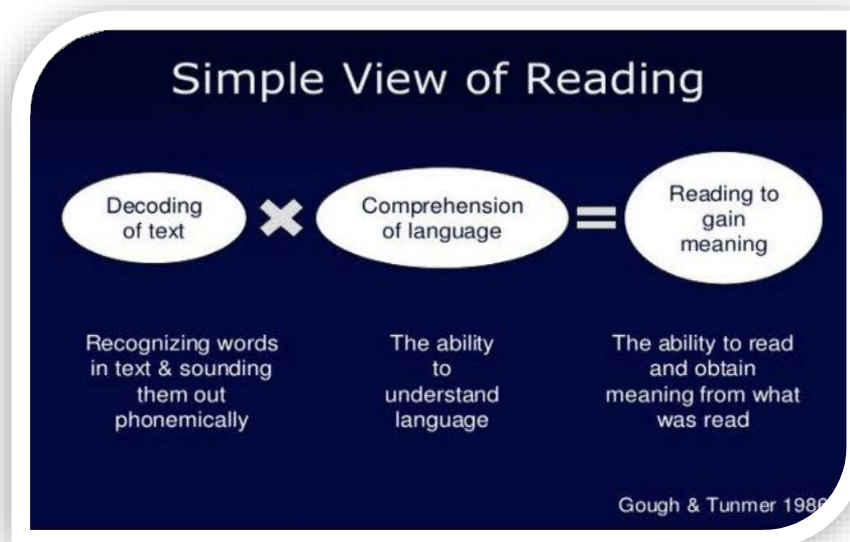 Simple View of Reading
Decoding
of text
×
Comprehension
of language
=
Reading to
gain
meaning
Recognizing words
in text & sounding
them out
phonemically
The ability
to
understand
language
The ability to read
and obtain
meaning from what
was read
Gough & Tunmer 1986